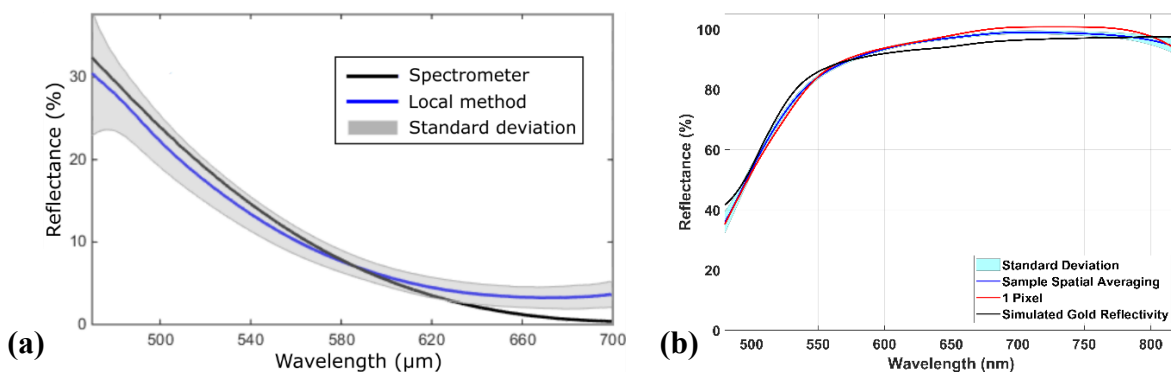 Reflectance (%)
30
20
10
0
Spectrometer
Local method
Standard deviation
500
540
580
620
660
700
Wavelength (μm)
(a)
Reflectance (%)
100
80
60
40
20
0
Standard Deviation
Sample Spatial Averaging
1 Pixel
Simulated Gold Reflectivity
500
550
600
650
700
750
800
Wavelength (nm)
(b)